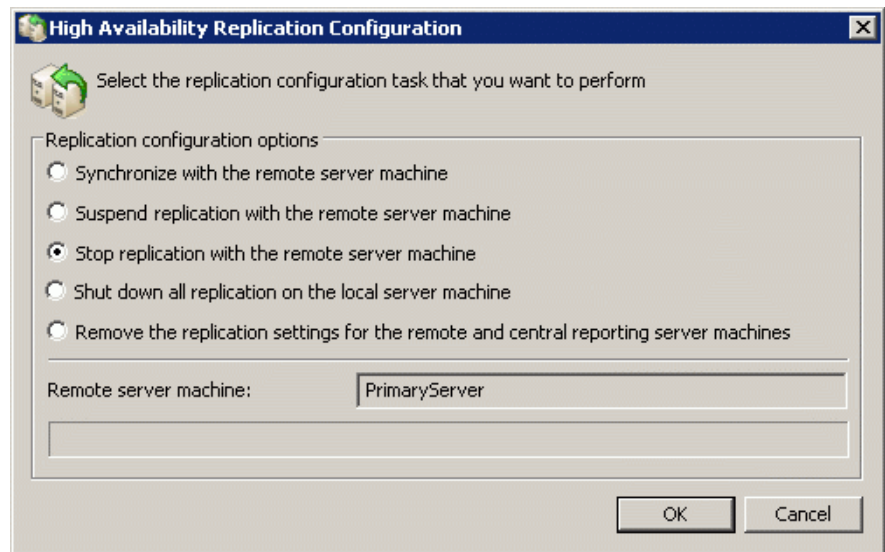 High Availability Replication Configuration
Select the replication configuration task that you want to perform
Replication configuration options
Synchronize with the remote server machine
Suspend replication with the remote server machine
Stop replication with the remote server machine
Shut down all replication on the local server machine
Remove the replication settings for the remote and central reporting server machines
Remote server machine: PrimaryServer
OK Cancel